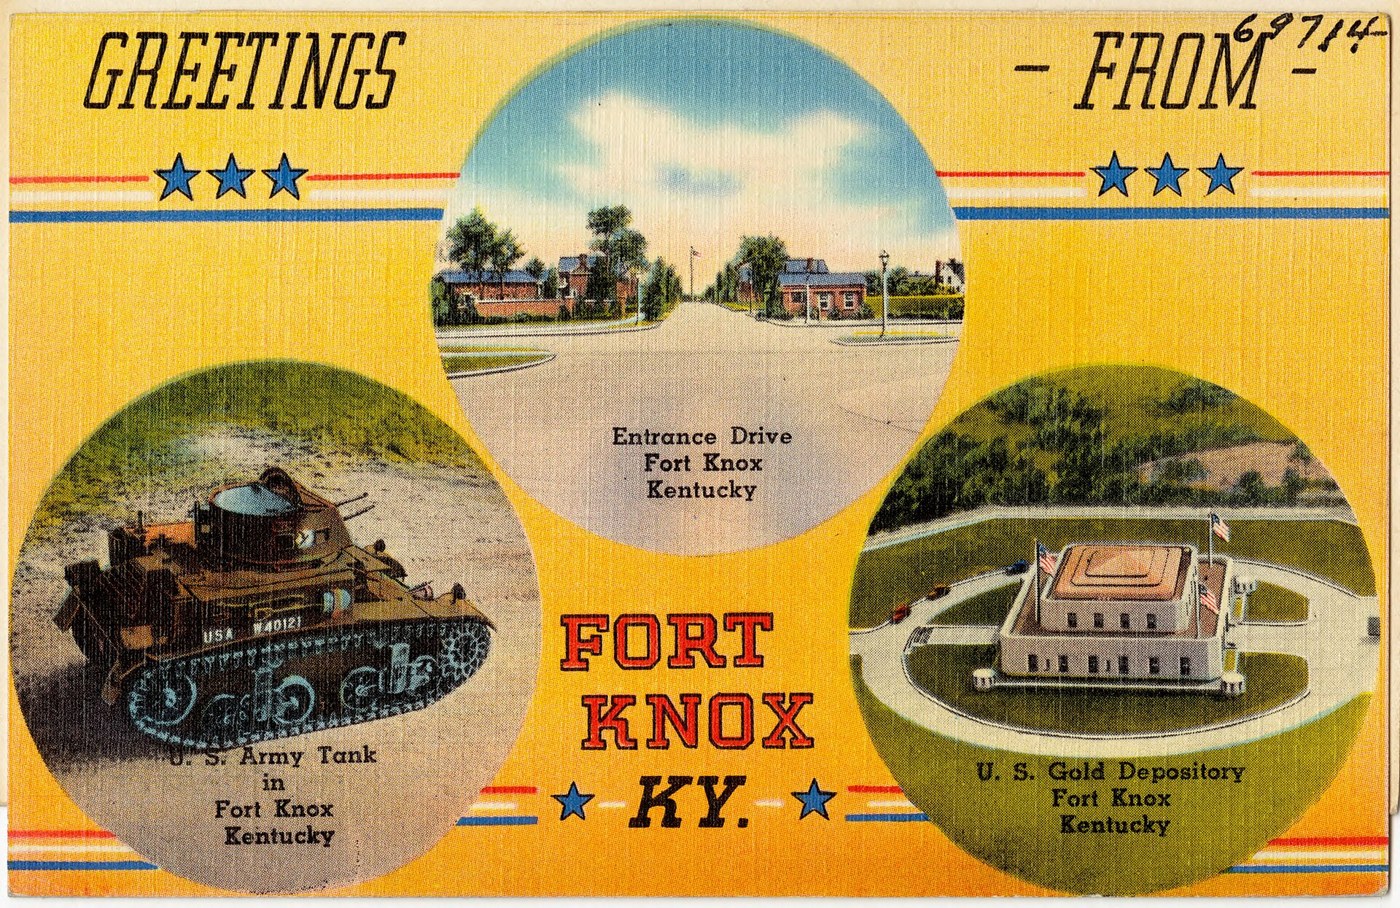 GREETINGS
- FROM -
69714
Entrance Drive
Fort Knox
Kentucky
USA W40121
U. S. Army Tank
in
Fort Knox
Kentucky
FORT
KNOX
KY.
U. S. Gold Depository
Fort Knox
Kentucky